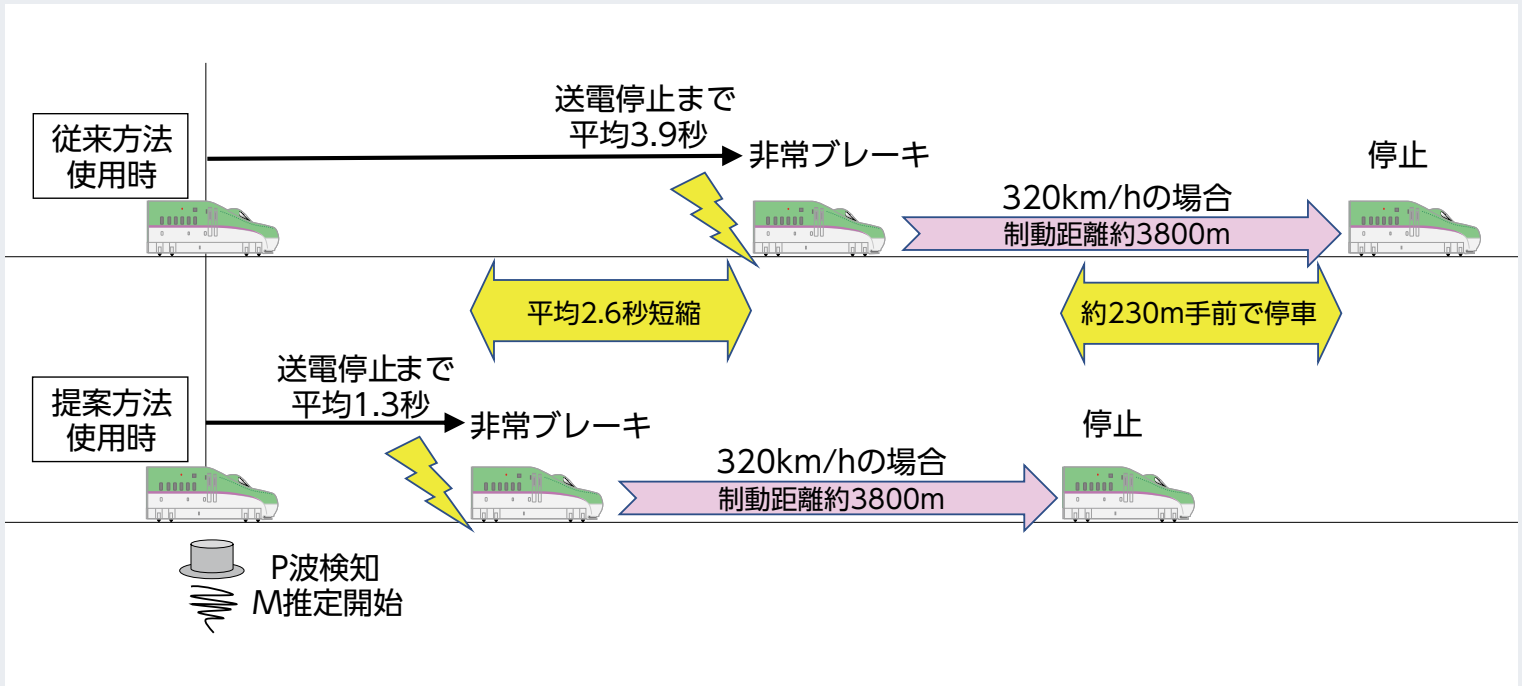 従来方法
使用時
送電停止まで
平均3.9秒
非常ブレーキ
320km/hの場合
制動距離約3800m
停止
平均2.6秒短縮
約230m手前で停車
提案方法
使用時
送電停止まで
平均1.3秒
非常ブレーキ
320km/hの場合
制動距離約3800m
停止
P波検知
M推定開始